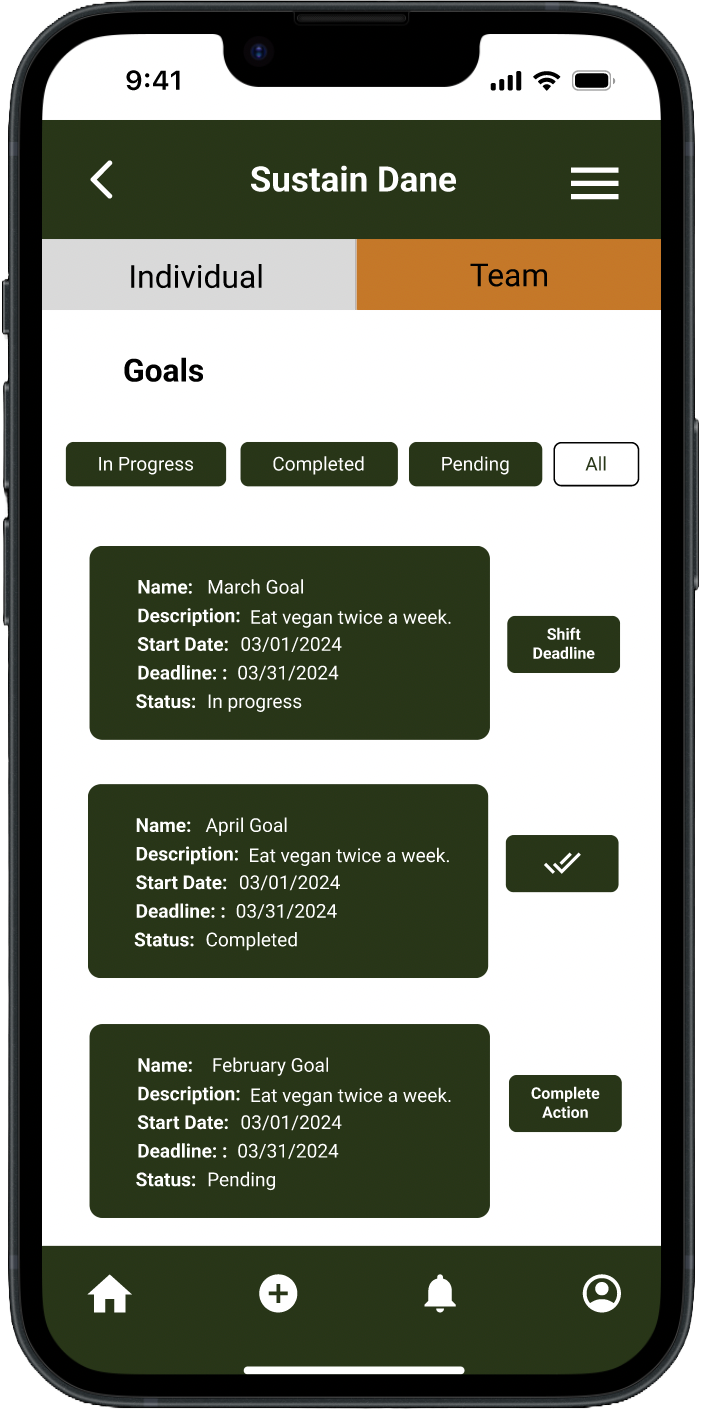 9:41
Sustain Dane
Individual Team
Goals
In Progress Completed Pending All
Name: March Goal
Description: Eat vegan twice a week.
Start Date: 03/01/2024
Deadline: : 03/31/2024
Status: In progress
Shift
Deadline
Name: April Goal
Description: Eat vegan twice a week.
Start Date: 03/01/2024
Deadline: : 03/31/2024
Status: Completed
Name: February Goal
Description: Eat vegan twice a week.
Start Date: 03/01/2024
Deadline: : 03/31/2024
Status: Pending
Complete
Action